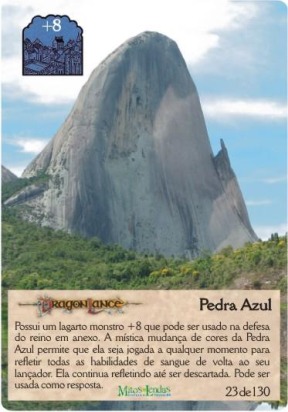 +8
DRAGONLANCE
Pedra Azul
Possui um lagarto monstro +8 que pode ser usado na defesa
do reino em anexo. A mística mudança de cores da Pedra
Azul permite que ela seja jogada a qualquer momento para
refletir todas as habilidades de sangue de volta ao seu
lançador. Ela continua refletindo até ser descartada. Pode ser
usada como resposta.
Mitos & Lendas
23 de 130